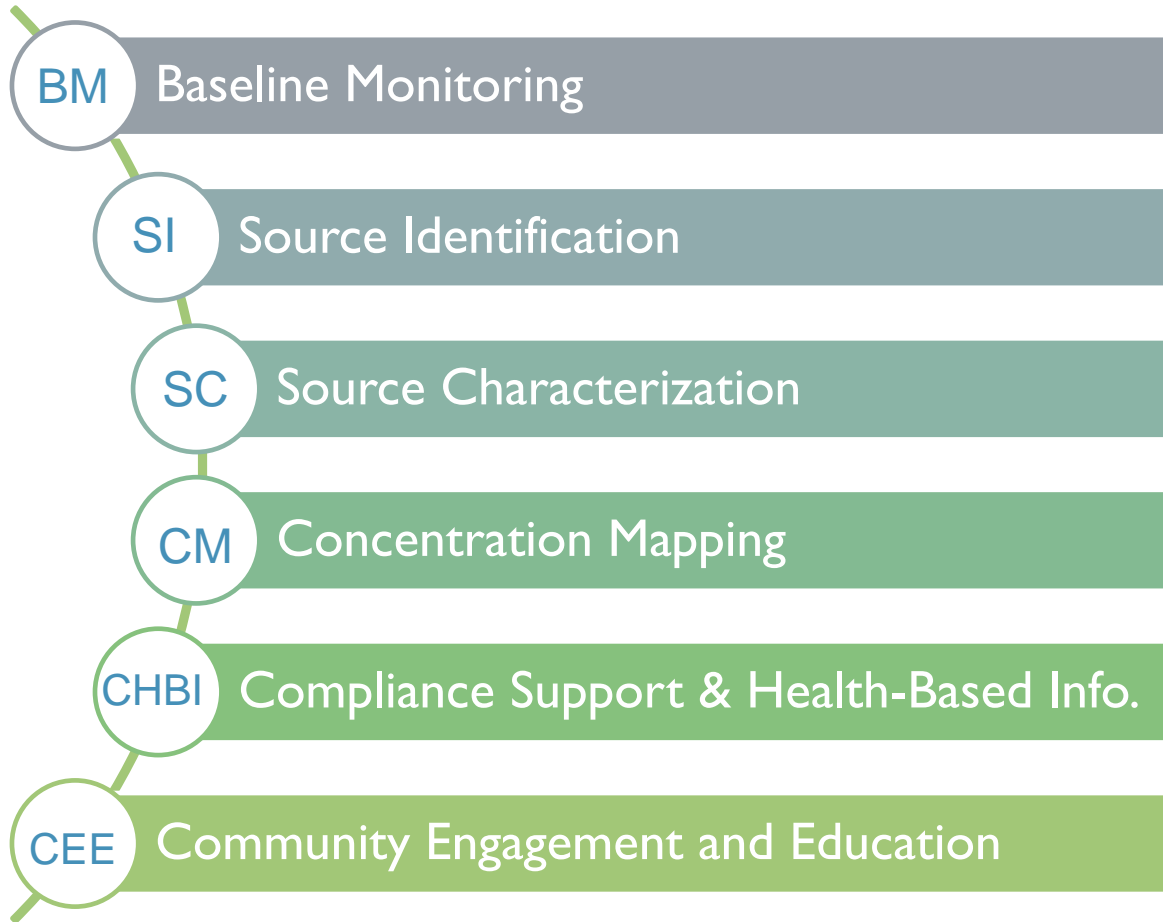 BM Baseline Monitoring
SI Source Identification
SC Source Characterization
CM Concentration Mapping
CHBI Compliance Support & Health-Based Info.
CEE Community Engagement and Education